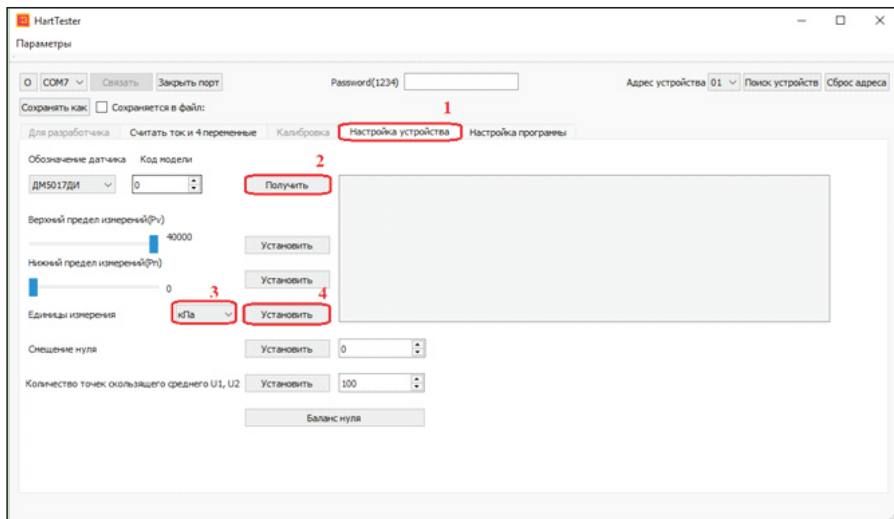 HartTester
Параметры
O COM7 Связать Закрыть порт Password(1234) Адрес устройства 01 Поиск устройств Сброс адреса
Сохранять как Сохраняется в файл: 1
Для разработчика Считать ток и 4 переменные Калибровка Настройка устройства Настройка программы
Обозначение датчика Код модели 2
ДМ5017ДИ 0 Получить
Верхний предел измерений(Pv)
40000
Установить
Нижний предел измерений(Pn)
0 Установить
3 4
Единицы измерения кПа Установить
Смещение нуля Установить 0
Количество точек скользящего среднего U1, U2 Установить 100
Баланс нуля